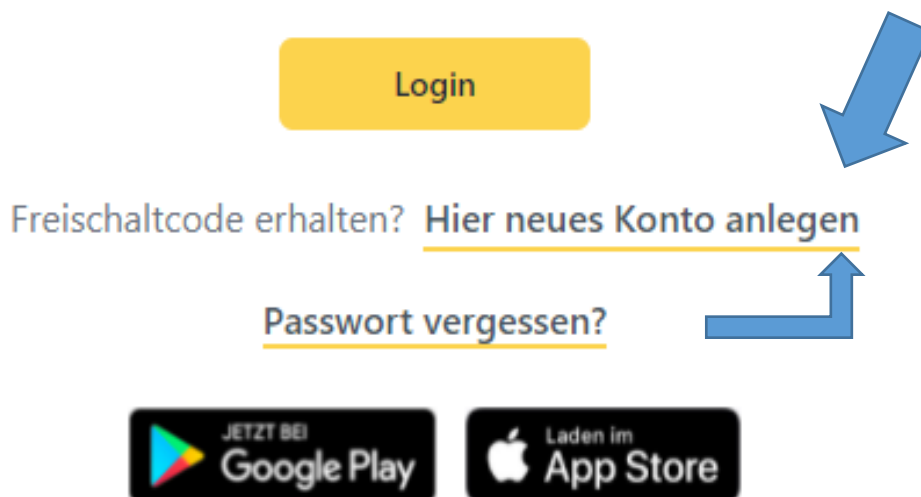 Login
Freischaltcode erhalten? Hier neues Konto anlegen
Passwort vergessen?
JETZT BEI
Google Play
Laden im
App Store